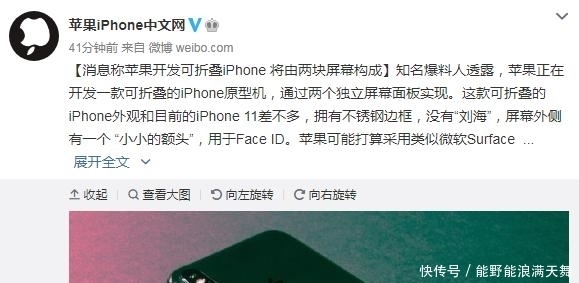 苹果iPhone中文网
41分钟前 来自 微博 weibo.com
【消息称苹果开发可折叠iPhone 将由两块屏幕构成】知名爆料人透露，苹果正在
开发一款可折叠的iPhone原型机，通过两个独立屏幕面板实现。这款可折叠的
iPhone外观和目前的iPhone 11差不多，拥有不锈钢边框，没有“刘海”，屏幕外侧
有一个 “小小的额头”，用于Face ID。苹果可能打算采用类似微软Surface ...
展开全文
收起 查看大图 向左旋转 向右旋转
快传号 / 能野能浪满天舞